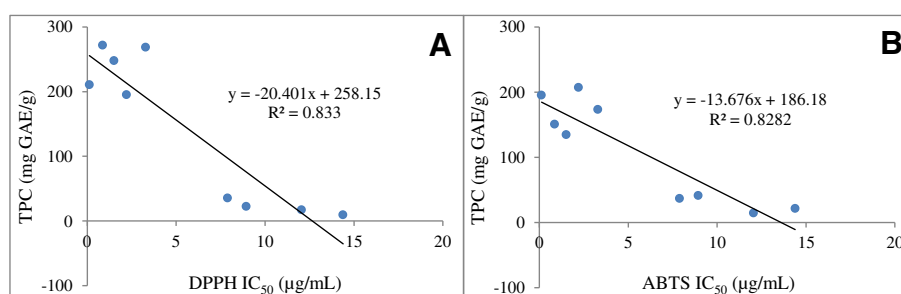 A
300
200
100
0
-100
0
5
10
15
20
TPC (mg GAE/g)
y = -20.401x + 258.15
R² = 0.833
DPPH IC50 (µg/mL)
B
300
200
100
0
-100
0
5
10
15
20
TPC (mg GAE/g)
y = -13.676x + 186.18
R² = 0.8282
ABTS IC50 (µg/mL)